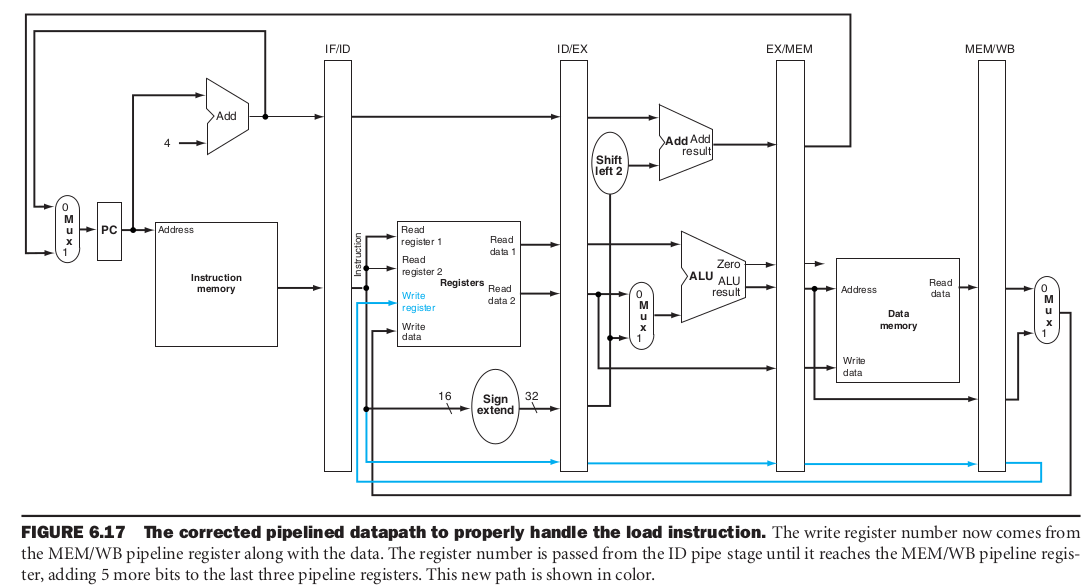 IF/ID
ID/EX
EX/MEM
MEM/WB
Add
4
Shift
left 2
Add Add
result
0
M
u
x
1
PC
Address
Instruction
memory
Instruction
Read
register 1
Read
register 2
Write
register
Write
data
Registers
Read
data 1
Read
data 2
16
Sign
extend
32
0
M
u
x
1
ALU
Zero
ALU
result
Address
Read
data
Data
memory
Write
data
0
M
u
x
1
FIGURE 6.17 The corrected pipelined datapath to properly handle the load instruction. The write register number now comes from
the MEM/WB pipeline register along with the data. The register number is passed from the ID pipe stage until it reaches the MEM/WB pipeline regis-
ter, adding 5 more bits to the last three pipeline registers. This new path is shown in color.